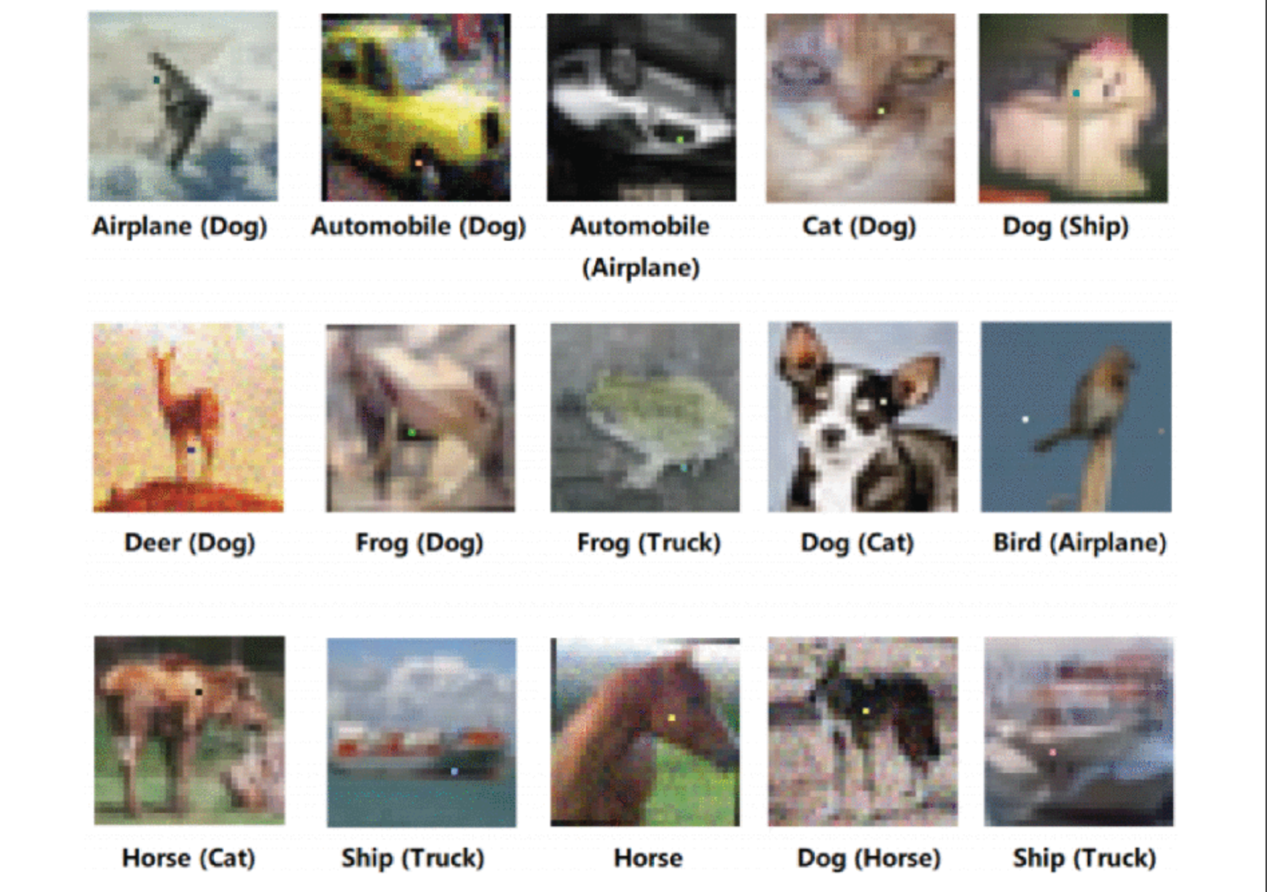 Airplane (Dog)
Automobile (Dog)
Automobile
(Airplane)
Cat (Dog)
Dog (Ship)
Deer (Dog)
Frog (Dog)
Frog (Truck)
Dog (Cat)
Bird (Airplane)
Horse (Cat)
Ship (Truck)
Horse
Dog (Horse)
Ship (Truck)